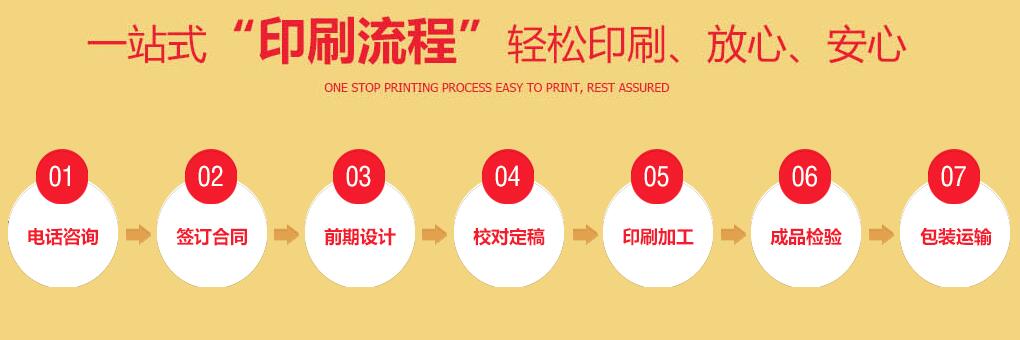 一站式“印刷流程”轻松印刷、放心、安心
ONE STOP PRINTING PROCESS EASY TO PRINT, REST ASSURED
01 02 03 04 05 06 07
电话咨询 签订合同 前期设计 校对定稿 印刷加工 成品检验 包装运输